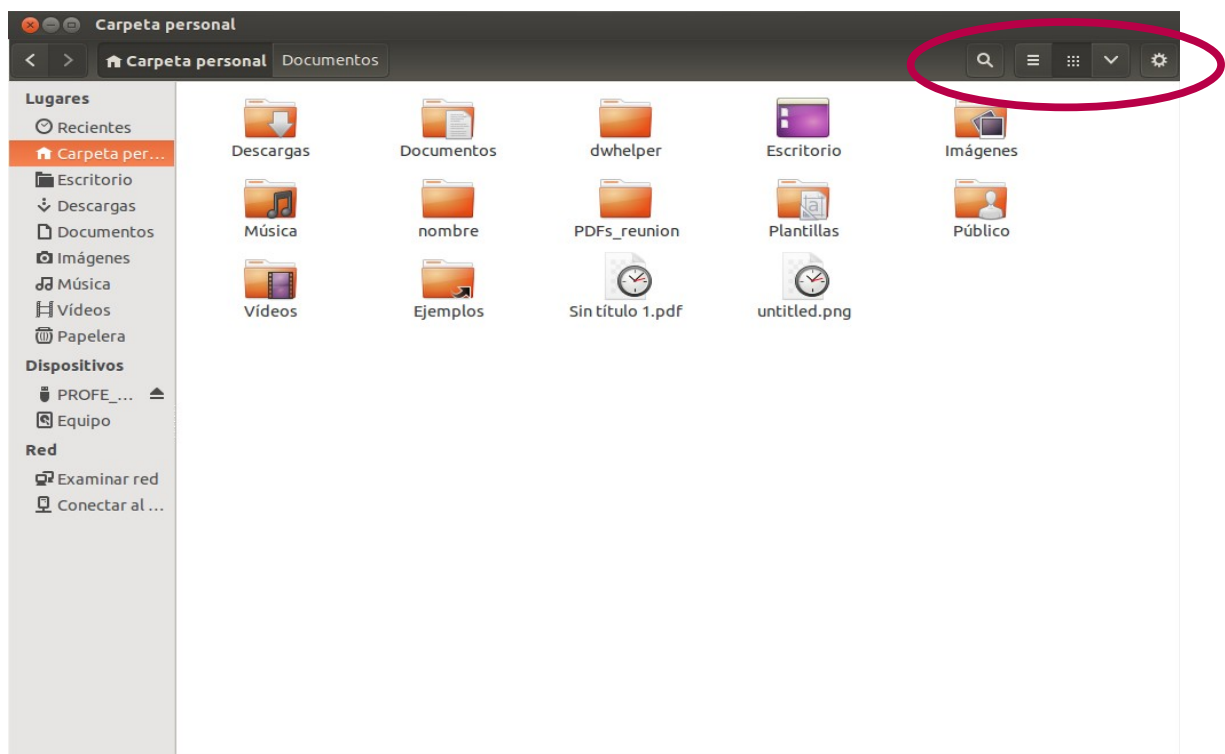 Carpeta personal
Carpeta personal Documentos
Lugares
Recientes
Carpeta per...
Escritorio
Descargas
Documentos
Imágenes
Música
Vídeos
Papelera
Dispositivos
PROFE_...
Equipo
Red
Examinar red
Conectar al ...
Descargas Documentos dwhelper Escritorio Imágenes
Música nombre PDFs_reunion Plantillas Público
Vídeos Ejemplos Sin título 1.pdf untitled.png